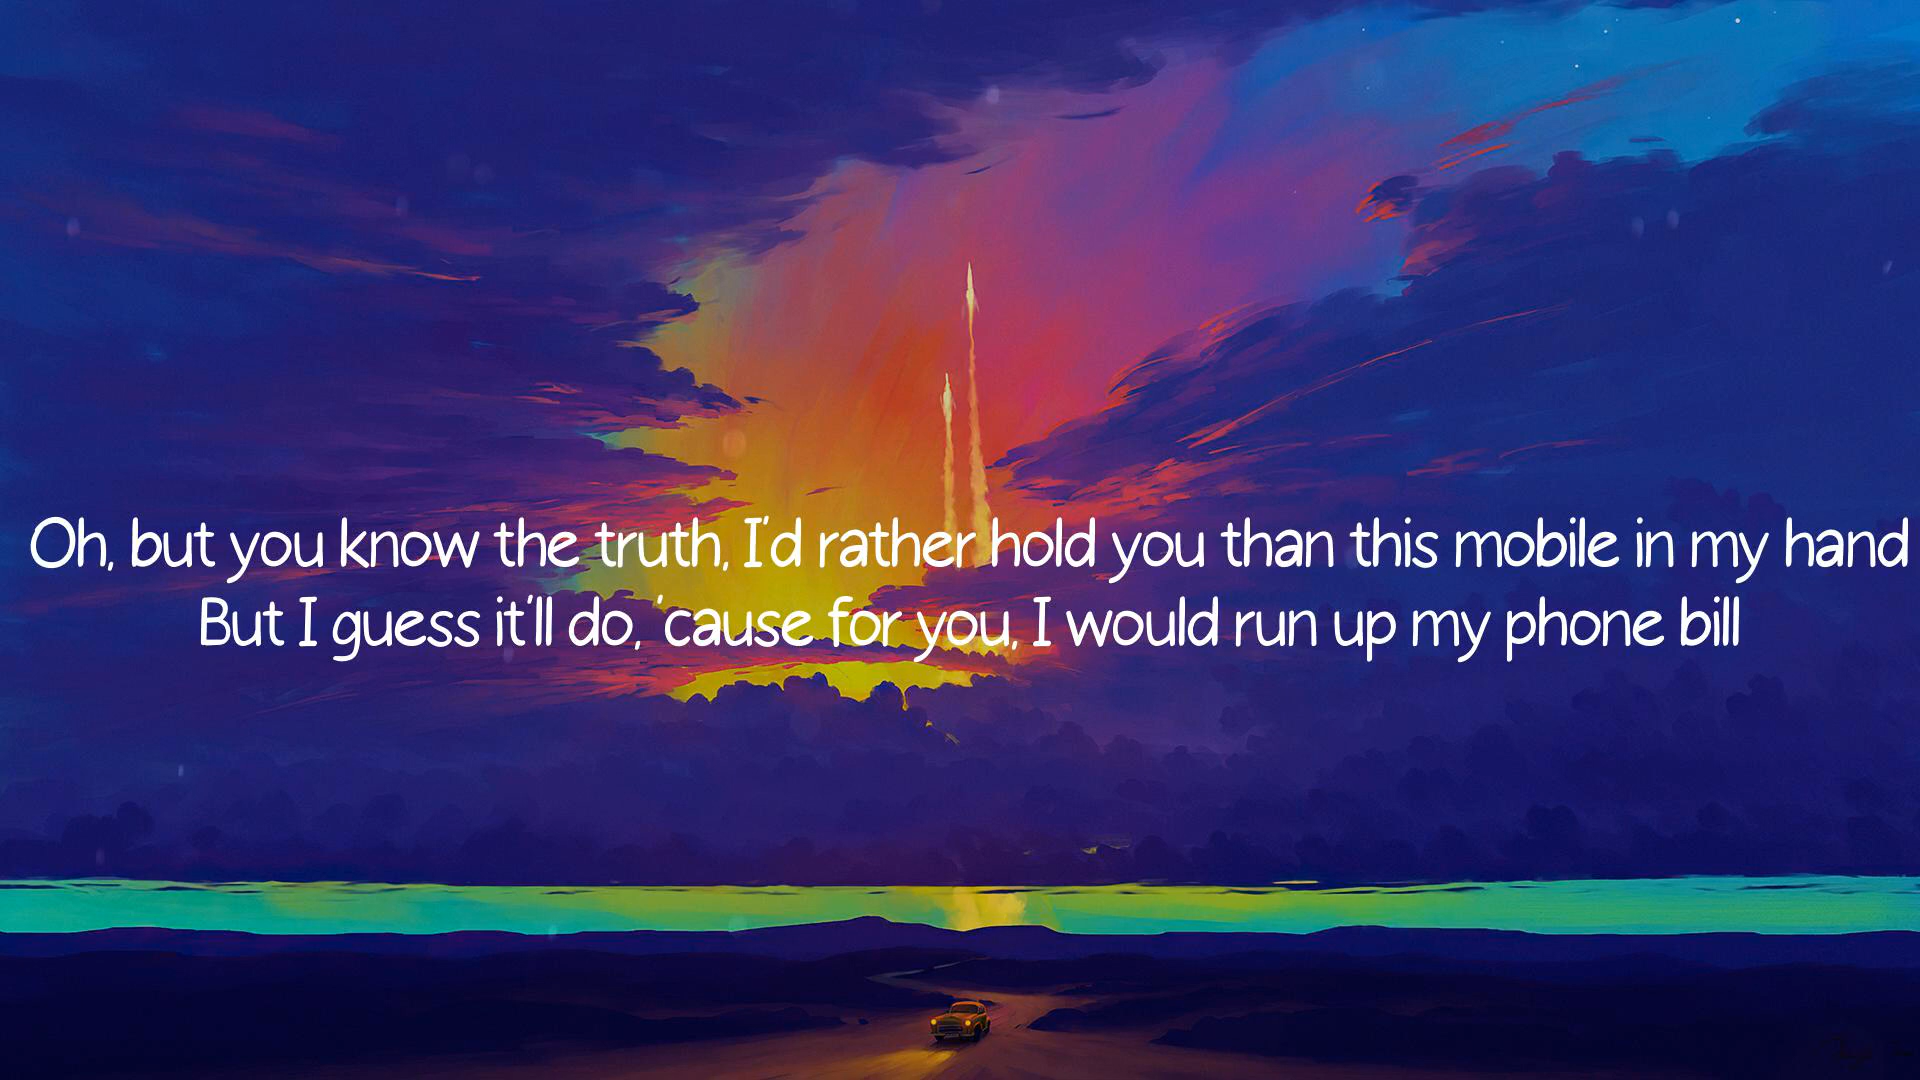 Oh, but you know the truth, I'd rather hold you than this mobile in my hand
But I guess it'll do, 'cause for you, I would run up my phone bill